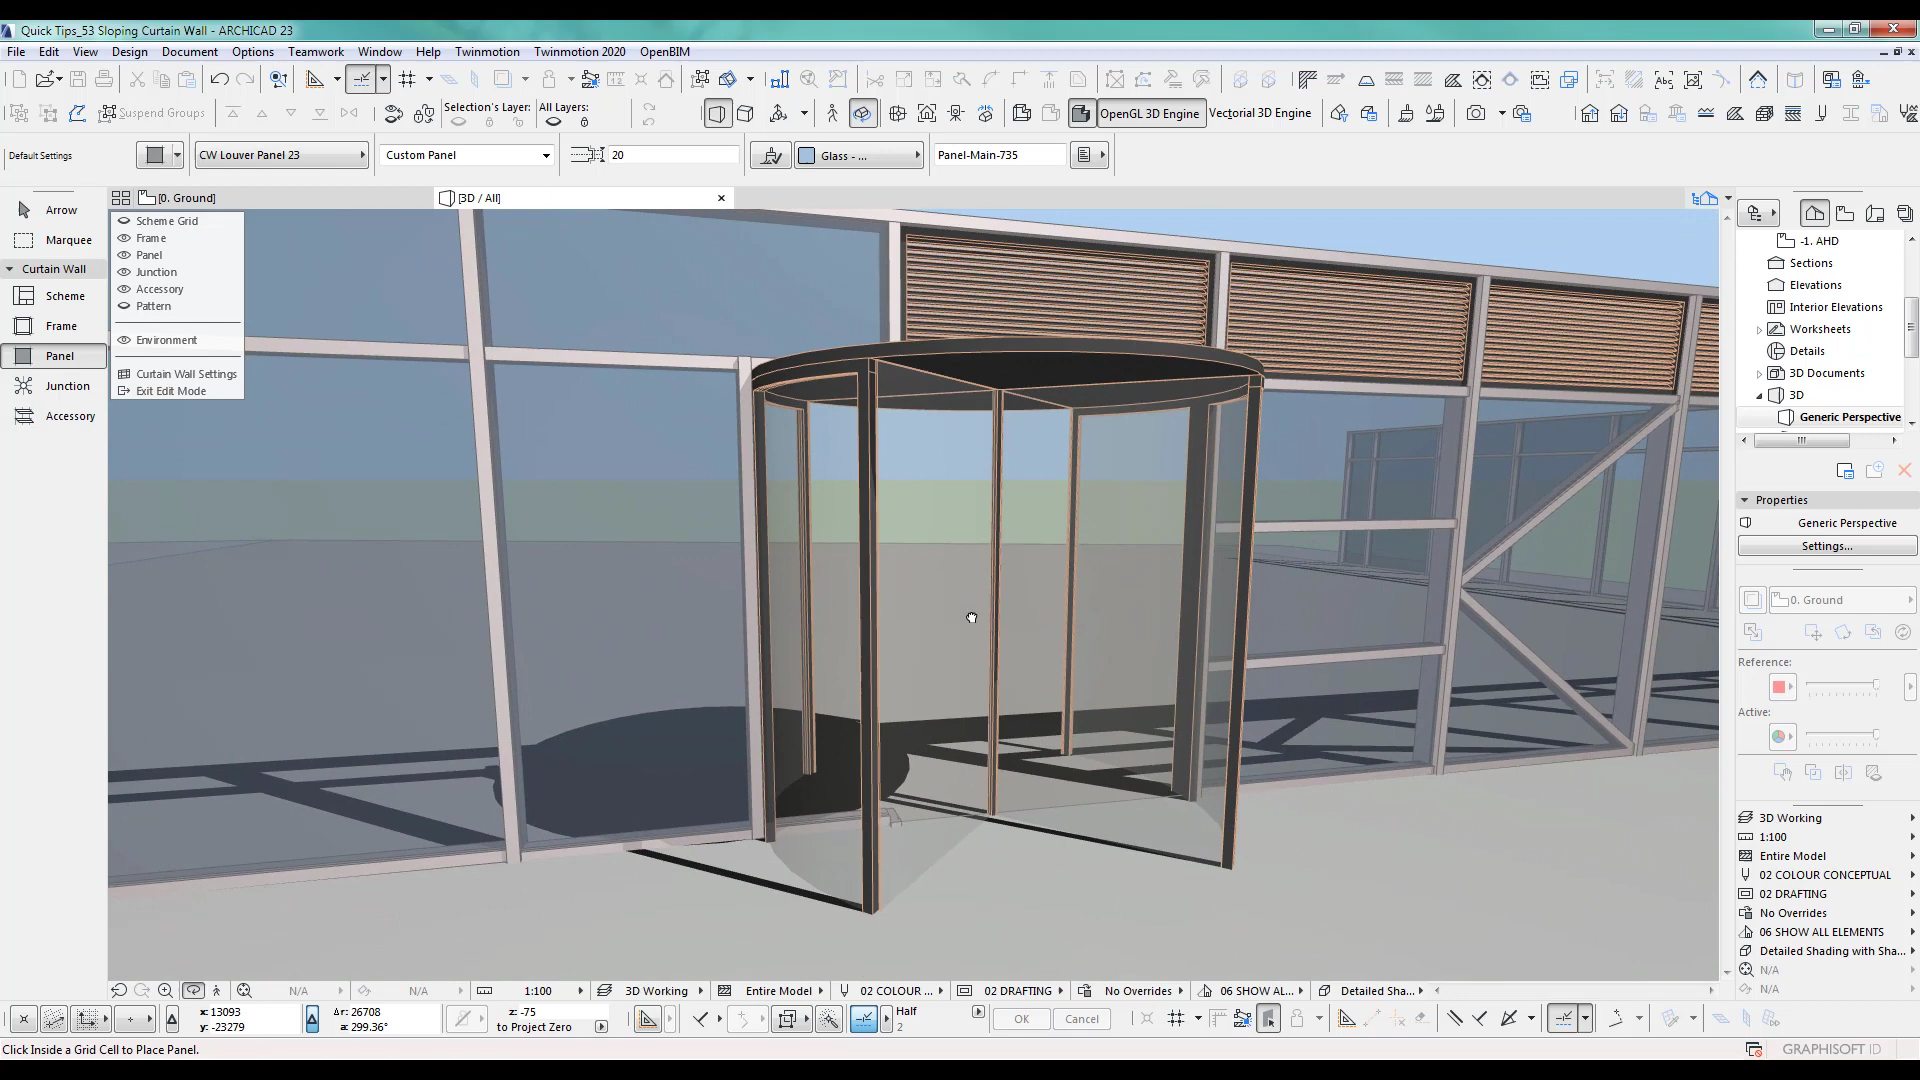 Quick Tips_53 Sloping Curtain Wall - ARCHICAD 23
File Edit View Design Document Options Teamwork Window Help Twinmotion Twinmotion 2020 OpenBIM
Suspend Groups
Selection's Layer: All Layers:
OpenGL 3D Engine Vectorial 3D Engine
Default Settings
CW Louver Panel 23
Custom Panel
20
Glass - ...
Panel-Main-735
[0. Ground]
[3D / All]
Arrow
Marquee
Curtain Wall
Scheme
Frame
Panel
Junction
Accessory
Scheme Grid
Frame
Panel
Junction
Accessory
Pattern
Environment
Curtain Wall Settings
Exit Edit Mode
-1. AHD
Sections
Elevations
Interior Elevations
Worksheets
Details
3D Documents
3D
Generic Perspective
Properties
Generic Perspective
Settings...
0. Ground
Reference:
Active:
3D Working
1:100
Entire Model
02 COLOUR CONCEPTUAL
02 DRAFTING
No Overrides
06 SHOW ALL ELEMENTS
Detailed Shading with Sha...
N/A
N/A
N/A N/A 1:100 3D Working Entire Model 02 COLOUR ... 02 DRAFTING No Overrides 06 SHOW AL... Detailed Sha...
x: 13093
y: -23279
Δr: 26708
a: 299.36°
z: -75
to Project Zero
Half
2
OK Cancel
Click Inside a Grid Cell to Place Panel.
GRAPHISOFT ID